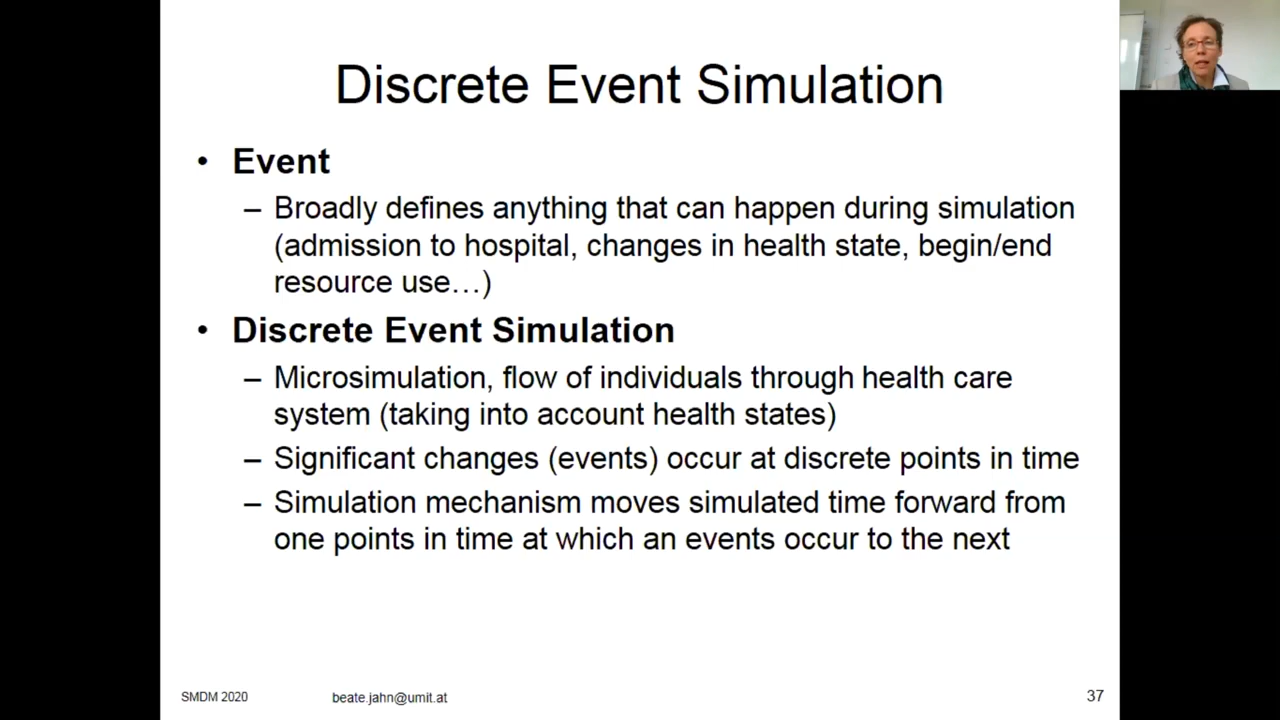 Discrete Event Simulation
• Event
– Broadly defines anything that can happen during simulation
(admission to hospital, changes in health state, begin/end
resource use…)
• Discrete Event Simulation
– Microsimulation, flow of individuals through health care
system (taking into account health states)
– Significant changes (events) occur at discrete points in time
– Simulation mechanism moves simulated time forward from
one points in time at which an events occur to the next
SMDM 2020
beate.jahn@umit.at
37